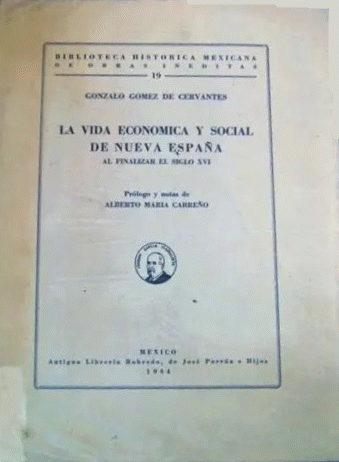 BIBLIOTECA HISTORICA MEXICANA
DE OBRAS INEDITAS
19
GONZALO GOMEZ DE CERVANTES
LA VIDA ECONOMICA Y SOCIAL
DE NUEVA ESPAÑA
AL FINALIZAR EL SIGLO XVI
Prólogo y notas de
ALBERTO MARIA CARREÑO
MEXICO
Antigua Librería Robredo, de José Porrúa e Hijos
1944